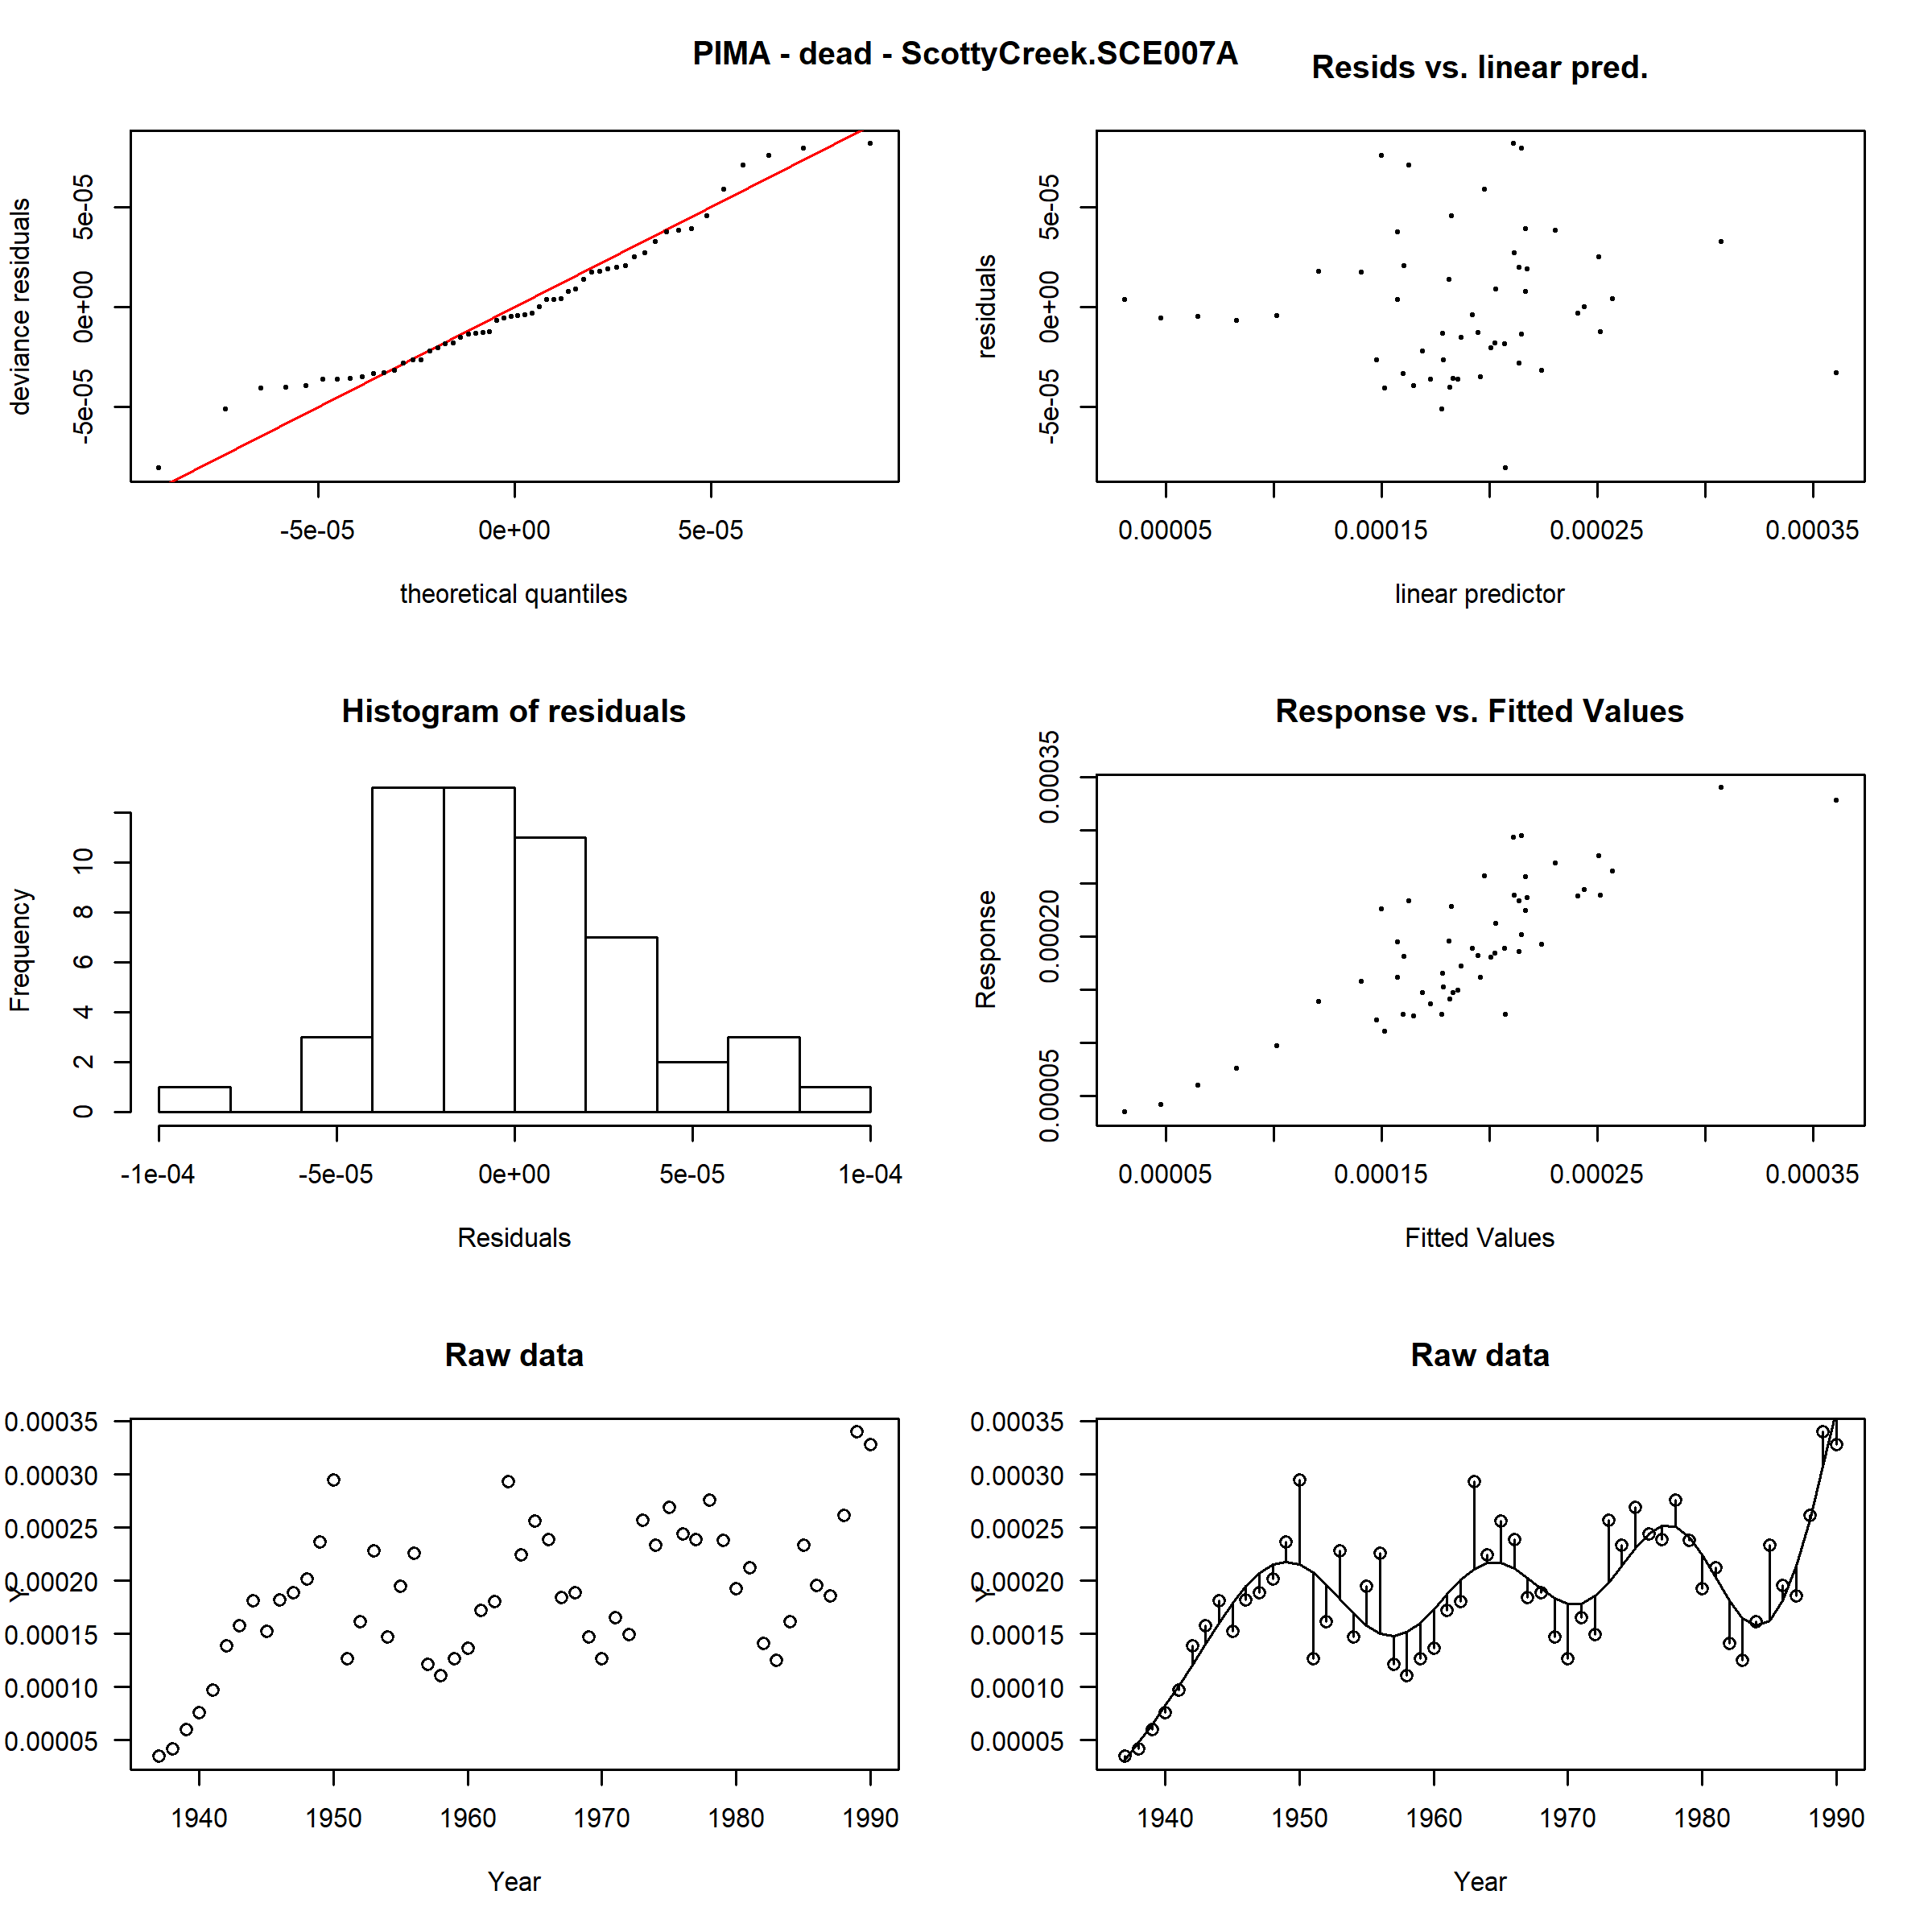 PIMA - dead - ScottyCreek.SCE007A
Resids vs. linear pred.
deviance residuals
5e-05
0e+00
-5e-05
-5e-05 0e+00 5e-05
theoretical quantiles
residuals
5e-05
0e+00
-5e-05
0.00005 0.00015 0.00025 0.00035
linear predictor
Histogram of residuals
Frequency
10
8
6
4
2
0
-1e-04 -5e-05 0e+00 5e-05 1e-04
Residuals
Response vs. Fitted Values
Response
0.00035
0.00020
0.00005
0.00005 0.00015 0.00025 0.00035
Fitted Values
Raw data
Y
0.00035
0.00030
0.00025
0.00020
0.00015
0.00010
0.00005
1940 1950 1960 1970 1980 1990
Year
Raw data
Y
0.00035
0.00030
0.00025
0.00020
0.00015
0.00010
0.00005
1940 1950 1960 1970 1980 1990
Year